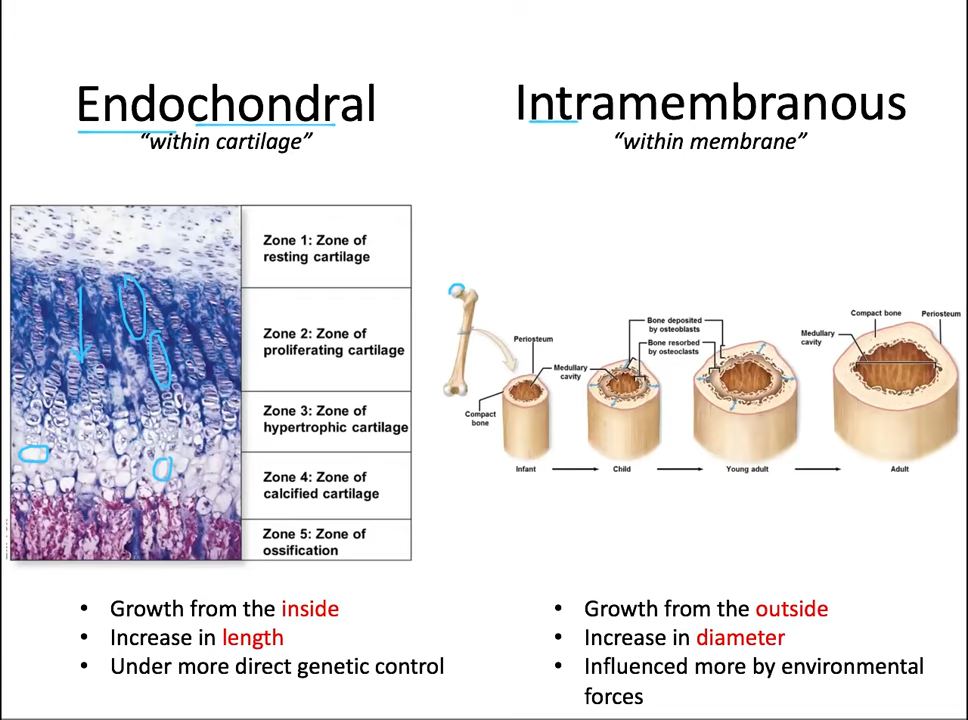 Endochondral
“within cartilage”
Zone 1: Zone of
resting cartilage
Zone 2: Zone of
proliferating cartilage
Zone 3: Zone of
hypertrophic cartilage
Zone 4: Zone of
calcified cartilage
Zone 5: Zone of
ossification
• Growth from the inside
• Increase in length
• Under more direct genetic control
Intramembranous
“within membrane”
Periosteum
Compact
bone
Medullary
cavity
Bone deposited
by osteoblasts
Bone resorbed
by osteoclasts
Medullary
cavity
Compact bone
Periosteum
Infant
Child
Young adult
Adult
• Growth from the outside
• Increase in diameter
• Influenced more by environmental
forces